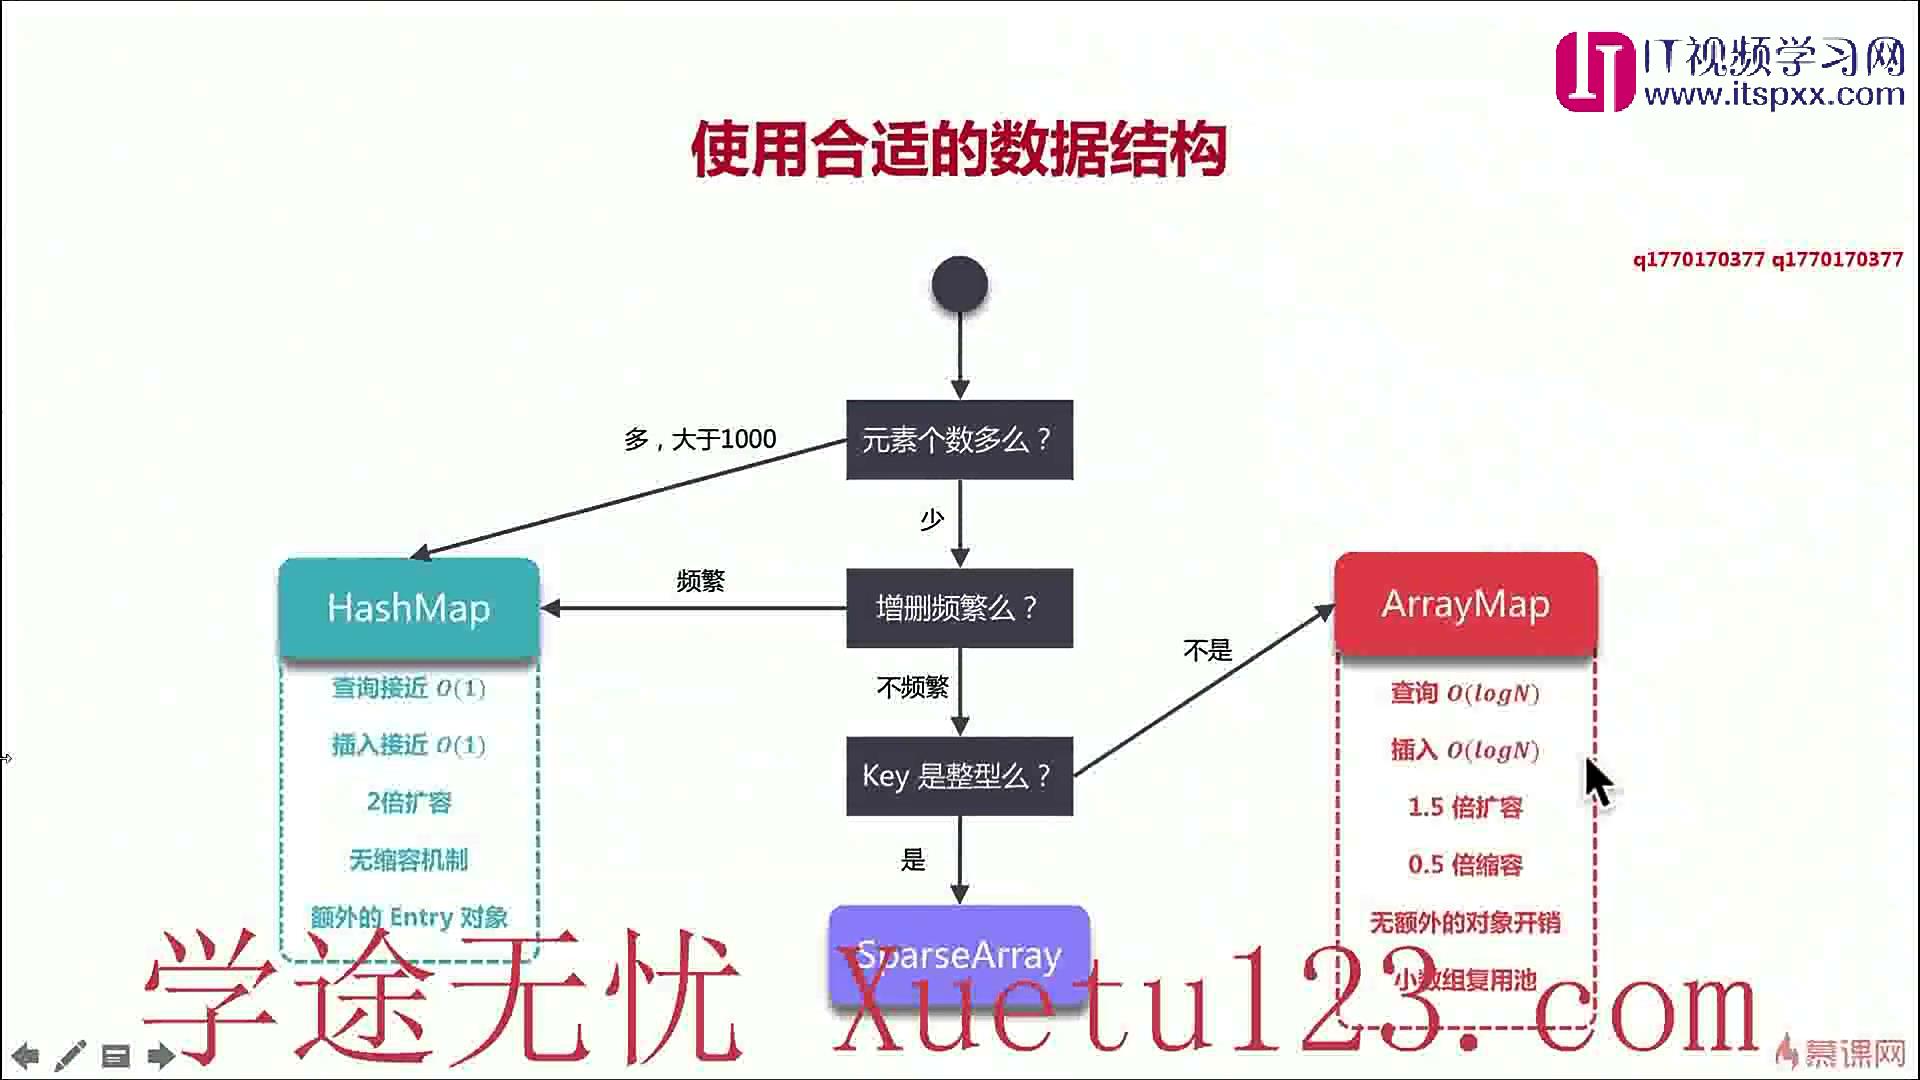 IT视频学习网
www.itspxx.com
使用合适的数据结构
q1770170377 q1770170377
元素个数多么？
多，大于1000
少
增删频繁么？
频繁
不频繁
Key 是整型么？
不是
是
HashMap
查询接近 O(1)
插入接近 O(1)
2倍扩容
无缩容机制
额外的 Entry 对象
SparseArray
ArrayMap
查询 O(logN)
插入 O(logN)
1.5 倍扩容
0.5 倍缩容
无额外的对象开销
小数组复用池
学途无忧 Xuetu123.com
慕课网